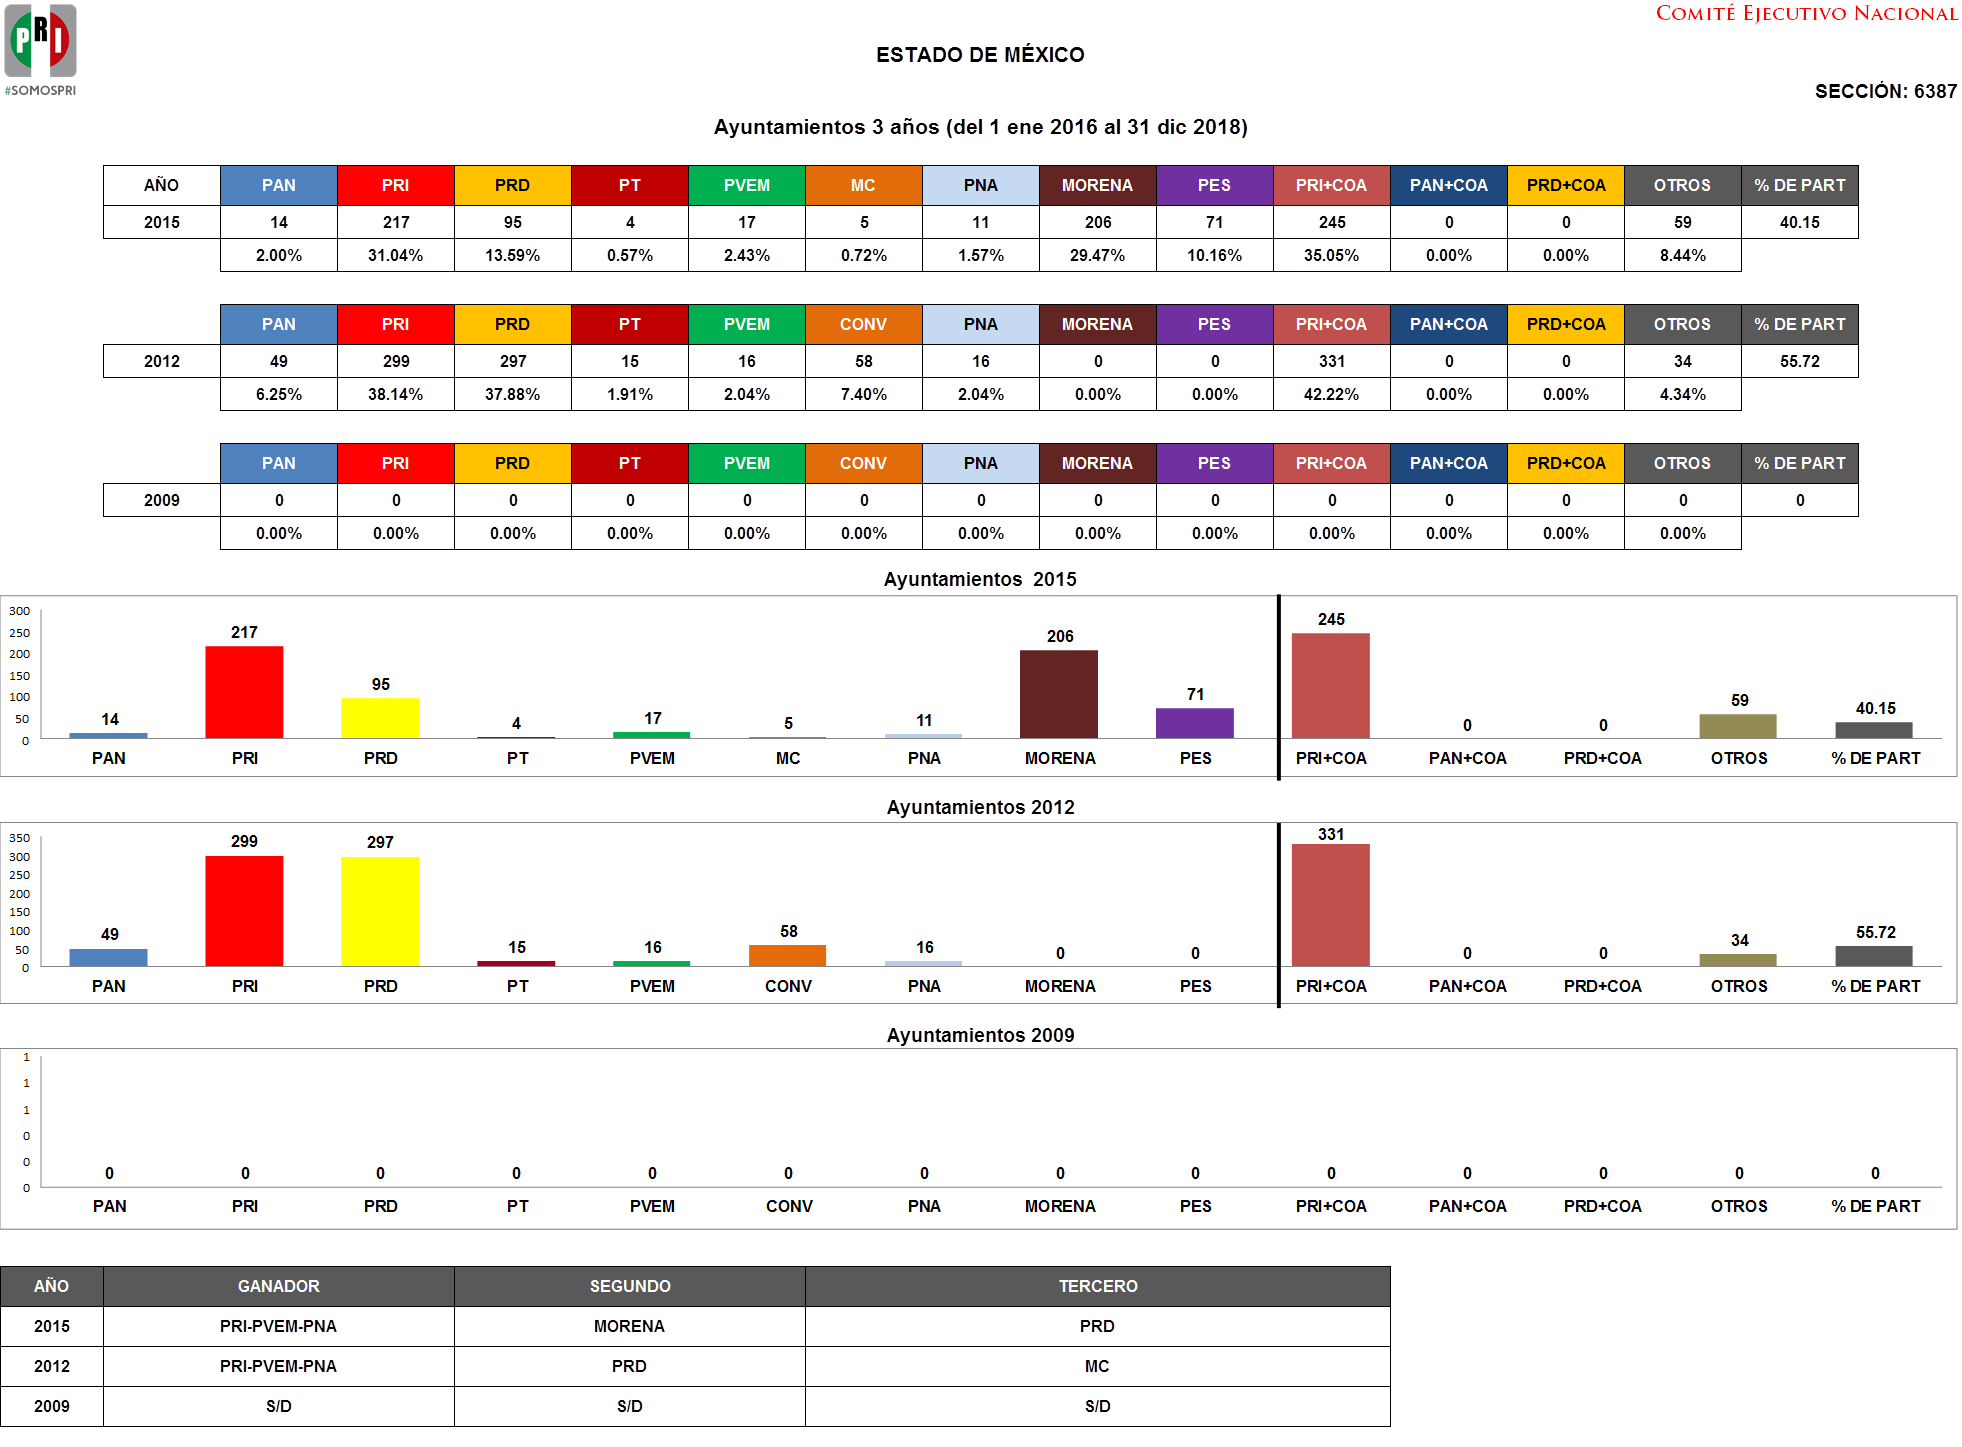 PRI
#SOMOSPRI
COMITÉ EJECUTIVO NACIONAL
ESTADO DE MÉXICO
SECCIÓN: 6387
Ayuntamientos 3 años (del 1 ene 2016 al 31 dic 2018)
AÑO PAN PRI PRD PT PVEM MC PNA MORENA PES PRI+COA PAN+COA PRD+COA OTROS % DE PART
2015 14 217 95 4 17 5 11 206 71 245 0 0 59 40.15
2.00% 31.04% 13.59% 0.57% 2.43% 0.72% 1.57% 29.47% 10.16% 35.05% 0.00% 0.00% 8.44%
PAN PRI PRD PT PVEM CONV PNA MORENA PES PRI+COA PAN+COA PRD+COA OTROS % DE PART
2012 49 299 297 15 16 58 16 0 0 331 0 0 34 55.72
6.25% 38.14% 37.88% 1.91% 2.04% 7.40% 2.04% 0.00% 0.00% 42.22% 0.00% 0.00% 4.34%
PAN PRI PRD PT PVEM CONV PNA MORENA PES PRI+COA PAN+COA PRD+COA OTROS % DE PART
2009 0 0 0 0 0 0 0 0 0 0 0 0 0 0
0.00% 0.00% 0.00% 0.00% 0.00% 0.00% 0.00% 0.00% 0.00% 0.00% 0.00% 0.00% 0.00%
Ayuntamientos 2015
300
250
200
150
100
50
0
14 217 95 4 17 5 11 206 71 245 0 0 59 40.15
PAN PRI PRD PT PVEM MC PNA MORENA PES PRI+COA PAN+COA PRD+COA OTROS % DE PART
Ayuntamientos 2012
350
300
250
200
150
100
50
0
49 299 297 15 16 58 16 0 0 331 0 0 34 55.72
PAN PRI PRD PT PVEM CONV PNA MORENA PES PRI+COA PAN+COA PRD+COA OTROS % DE PART
Ayuntamientos 2009
1
1
1
0
0
0
0 0 0 0 0 0 0 0 0 0 0 0 0 0
PAN PRI PRD PT PVEM CONV PNA MORENA PES PRI+COA PAN+COA PRD+COA OTROS % DE PART
AÑO GANADOR SEGUNDO TERCERO
2015 PRI-PVEM-PNA MORENA PRD
2012 PRI-PVEM-PNA PRD MC
2009 S/D S/D S/D